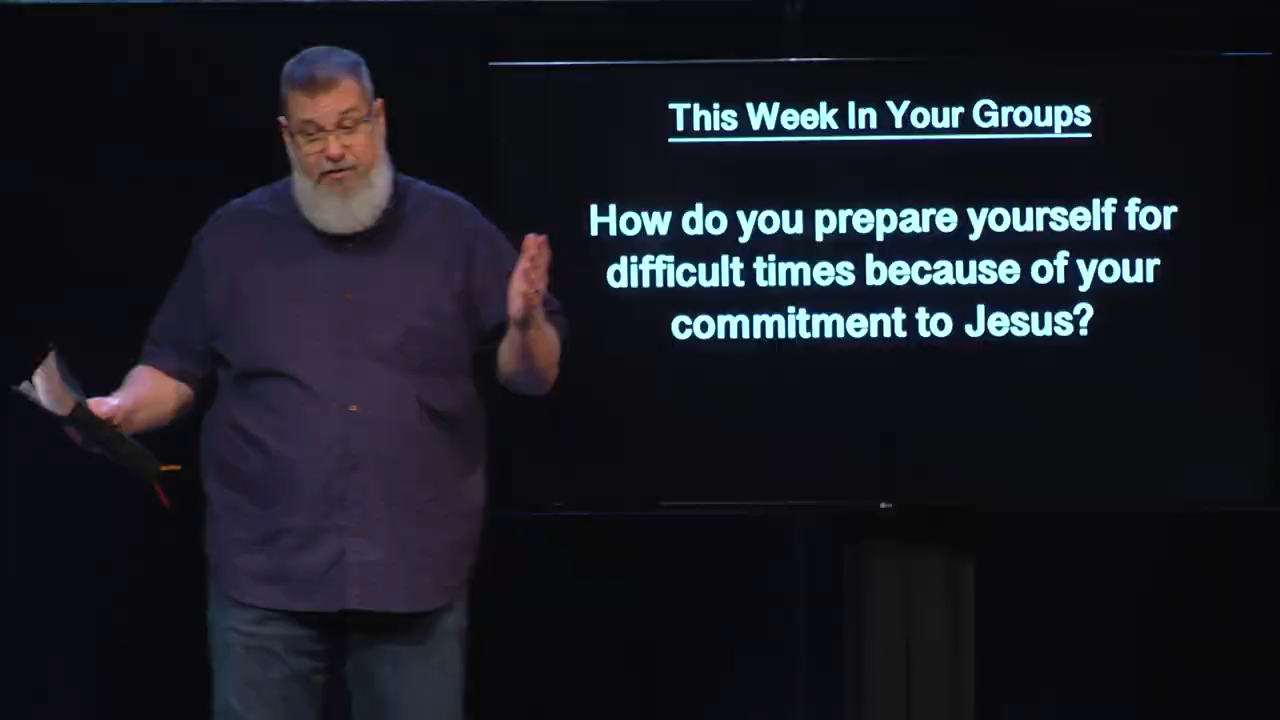 This Week In Your Groups
How do you prepare yourself for
difficult times because of your
commitment to Jesus?